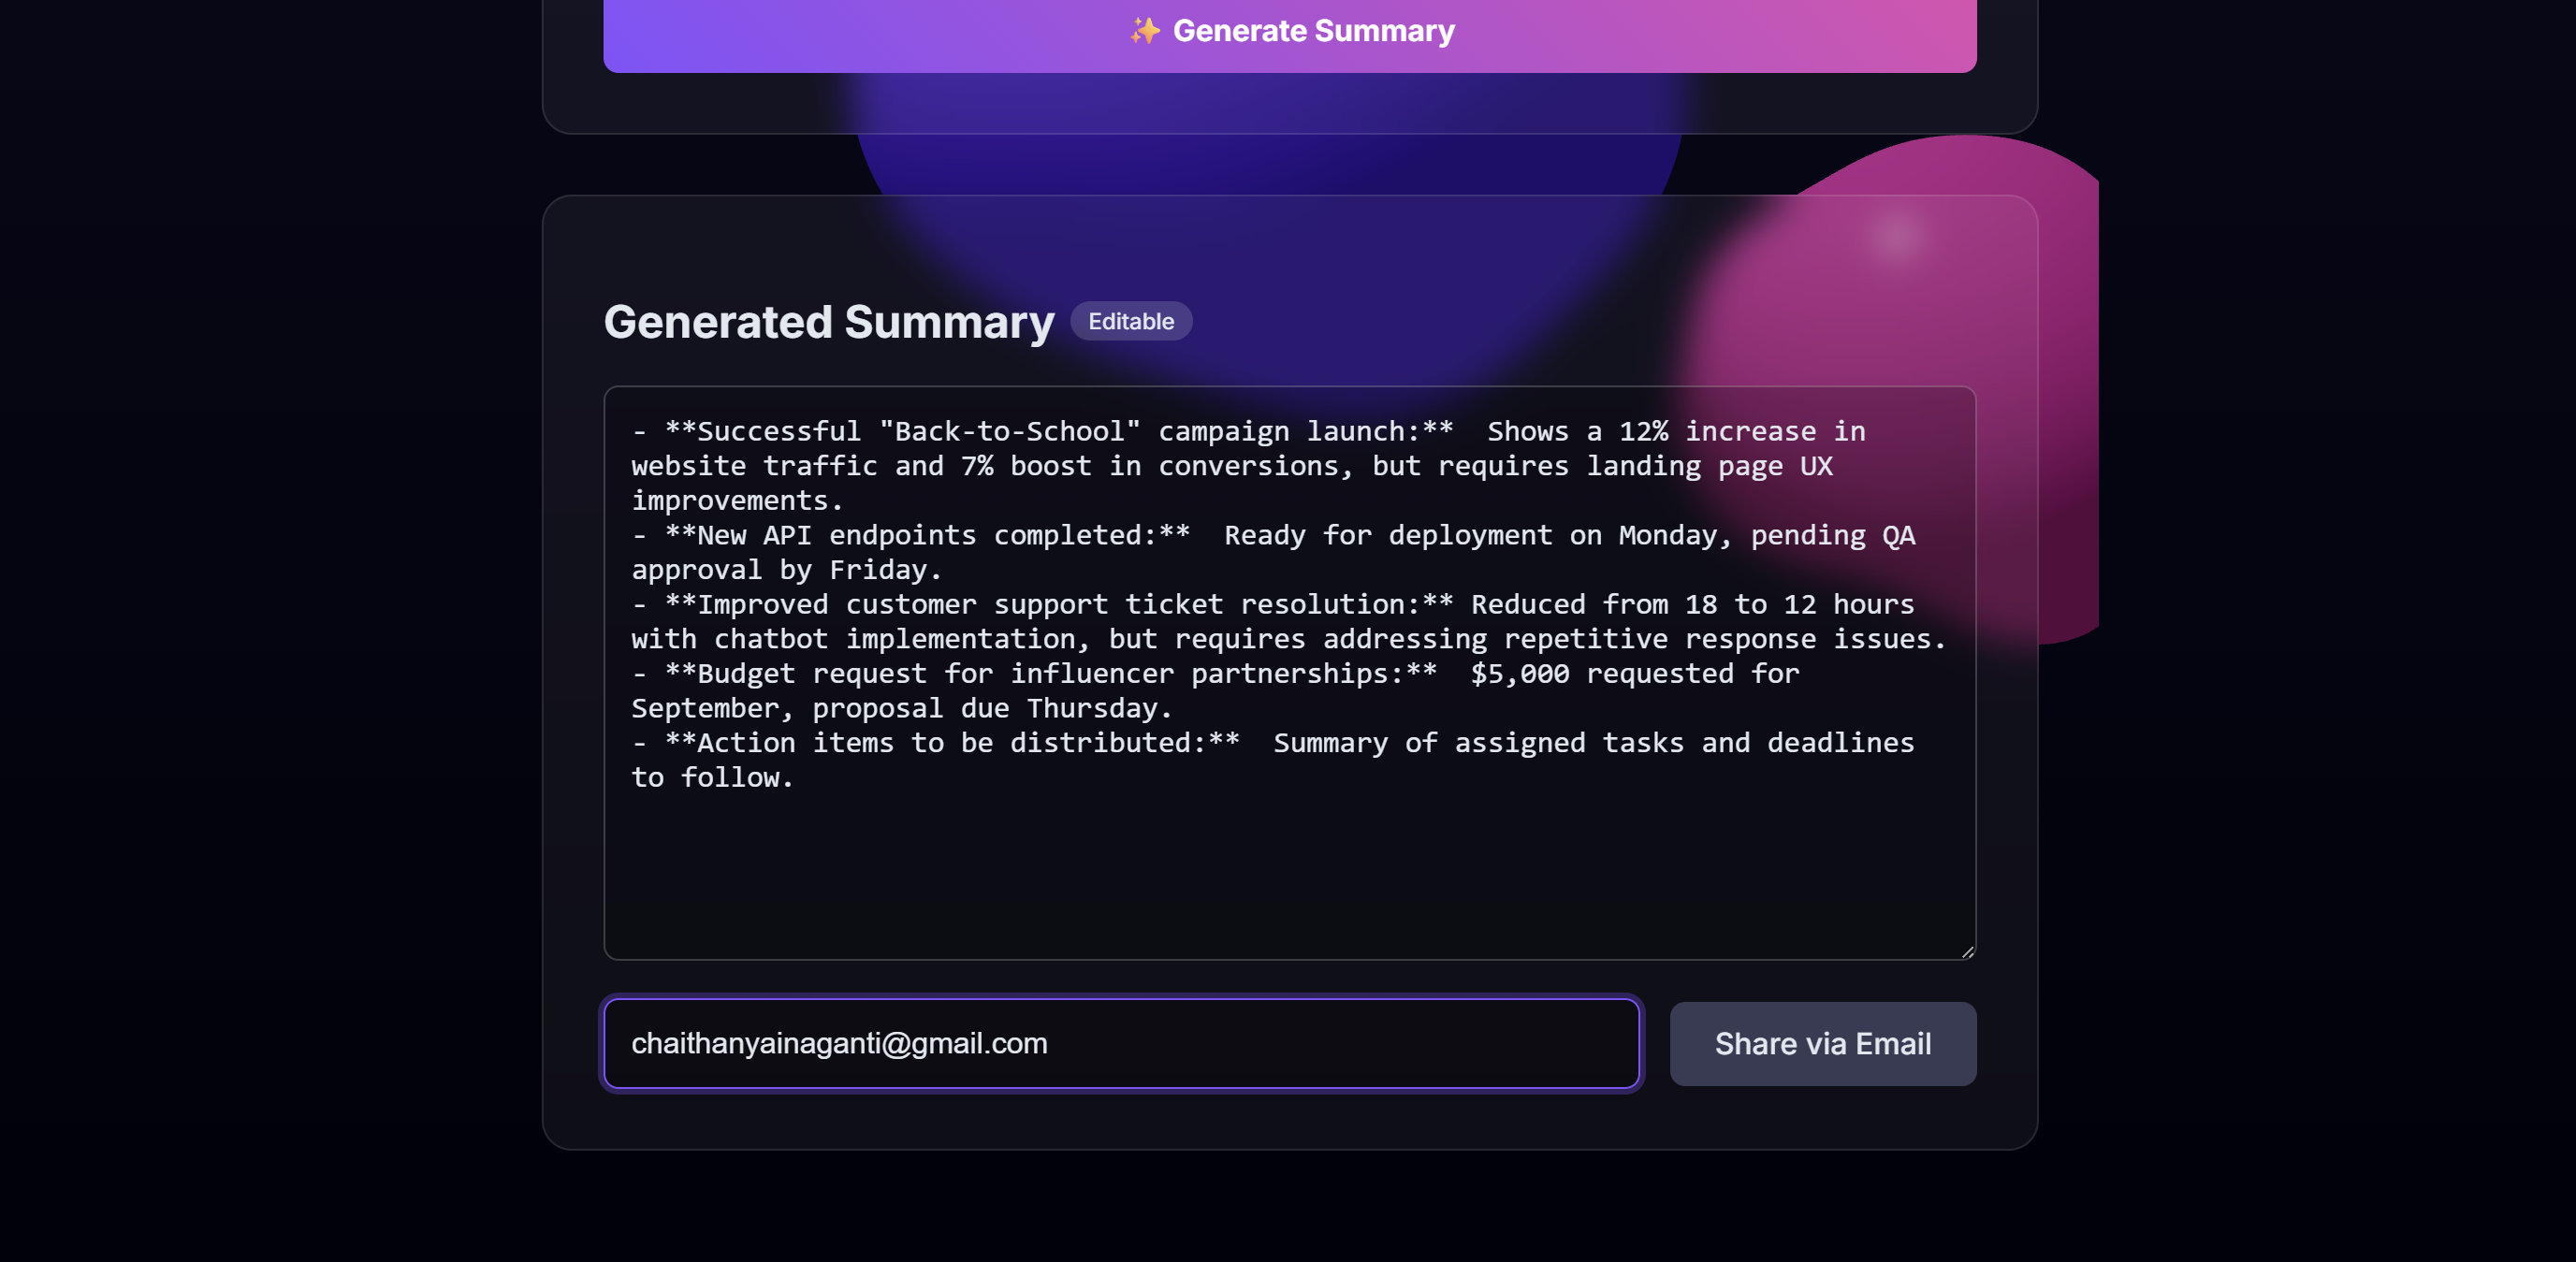 ✨ Generate Summary
Generated Summary
Editable
- **Successful "Back-to-School" campaign launch:**  Shows a 12% increase in
website traffic and 7% boost in conversions, but requires landing page UX
improvements.
- **New API endpoints completed:**  Ready for deployment on Monday, pending QA
approval by Friday.
- **Improved customer support ticket resolution:** Reduced from 18 to 12 hours
with chatbot implementation, but requires addressing repetitive response issues.
- **Budget request for influencer partnerships:**  $5,000 requested for
September, proposal due Thursday.
- **Action items to be distributed:**  Summary of assigned tasks and deadlines
to follow.
chaithanyainaganti@gmail.com
Share via Email